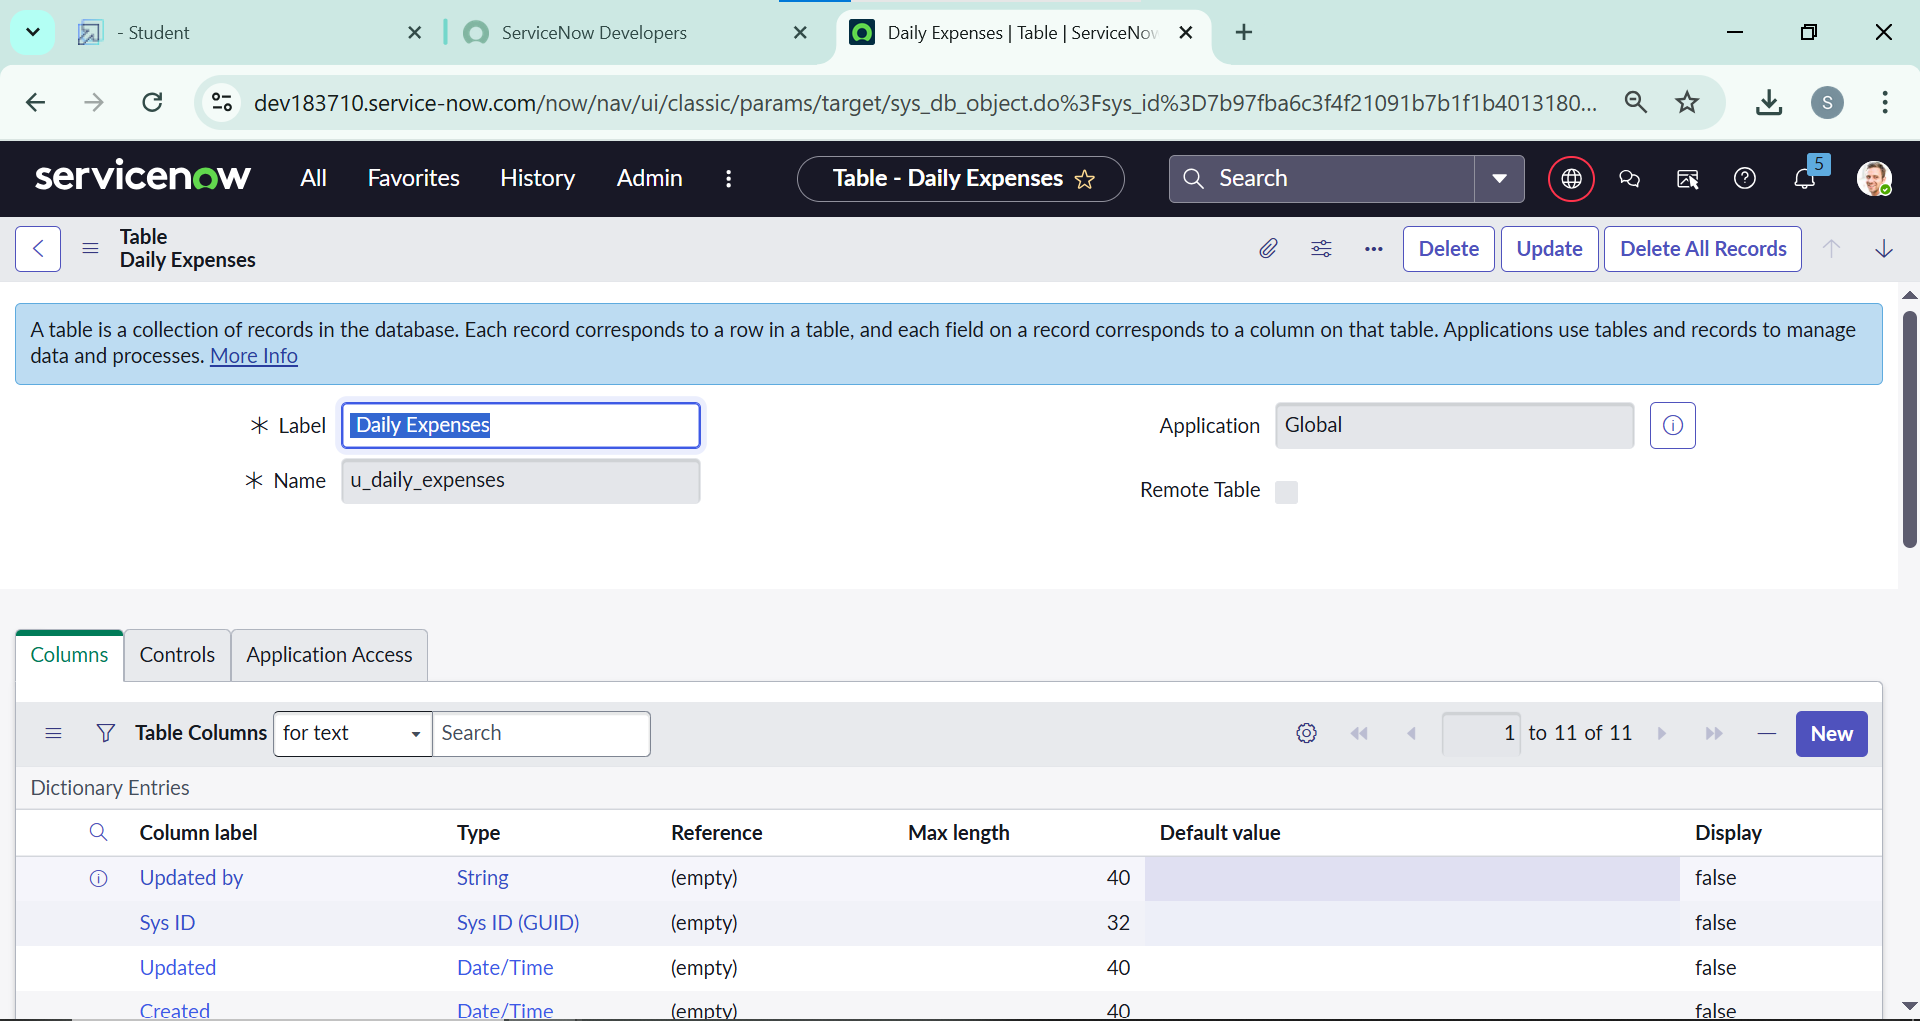 - Student
ServiceNow Developers
Daily Expenses | Table | ServiceNow
dev183710.service-now.com/now/nav/ui/classic/params/target/sys_db_object.do%3Fsys_id%3D7b97fba6c3f4f21091b7b1f1b4013180...
S
servicenow
All
Favorites
History
Admin
Table - Daily Expenses
Search
5
Table
Daily Expenses
Delete
Update
Delete All Records
A table is a collection of records in the database. Each record corresponds to a row in a table, and each field on a record corresponds to a column on that table. Applications use tables and records to manage
data and processes. More Info
Label
Daily Expenses
Application
Global
Name
u_daily_expenses
Remote Table
Columns
Controls
Application Access
Table Columns
for text
Search
1 to 11 of 11
New
Dictionary Entries
Column label Type Reference Max length Default value Display
Updated by String (empty) 40 false
Sys ID Sys ID (GUID) (empty) 32 false
Updated Date/Time (empty) 40 false
Created Date/Time (empty) 40 false